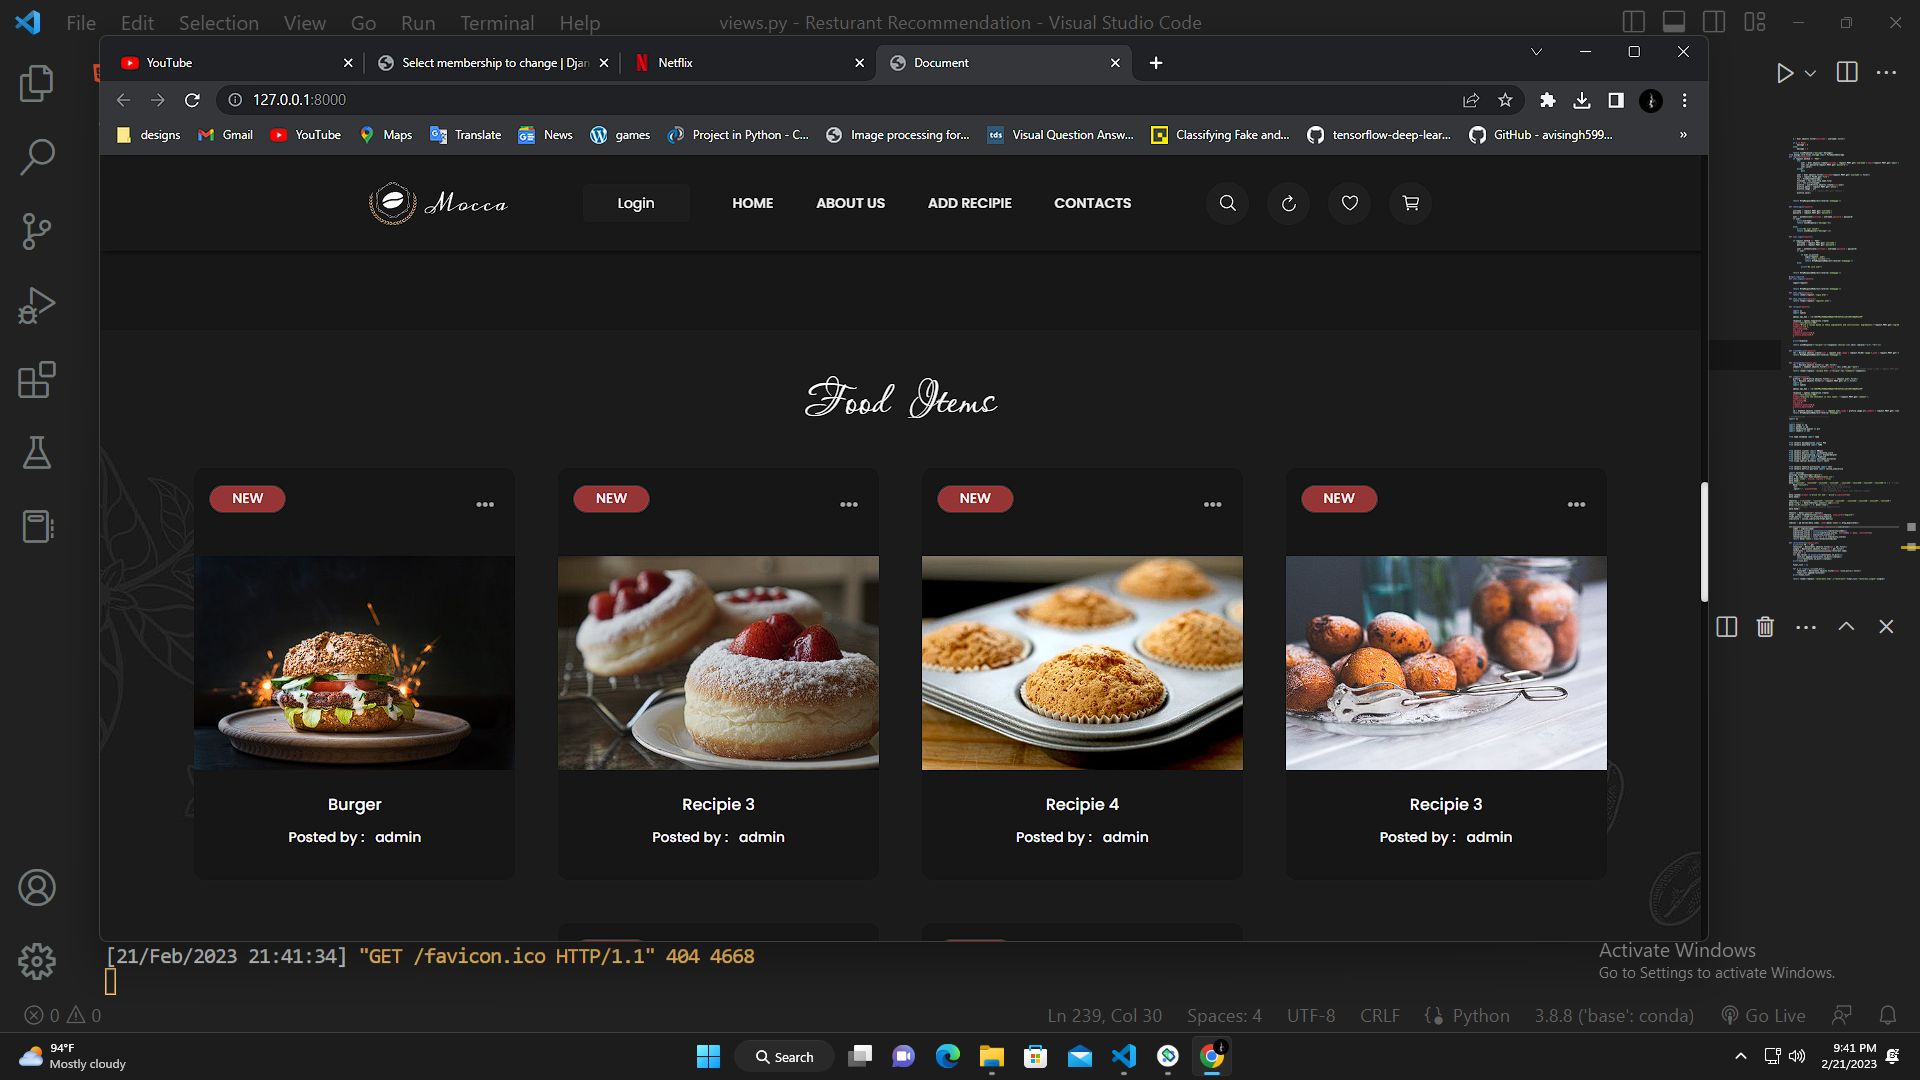 File Edit Selection View Go Run Terminal Help
views.py - Resturant Recommendation - Visual Studio Code
YouTube
Select membership to change | Djan
Netflix
Document
127.0.0.1:8000
designs
Gmail
YouTube
Maps
Translate
News
games
Project in Python - C...
Image processing for...
Visual Question Answ...
Classifying Fake and...
tensorflow-deep-lear...
GitHub - avisingh599...
»
Mocca
Login
HOME
ABOUT US
ADD RECIPIE
CONTACTS
Food Items
NEW
NEW
NEW
NEW
Burger
Recipie 3
Recipie 4
Recipie 3
Posted by : admin
Posted by : admin
Posted by : admin
Posted by : admin
[21/Feb/2023 21:41:34] "GET /favicon.ico HTTP/1.1" 404 4668
Activate Windows
Go to Settings to activate Windows.
0 0
Ln 239, Col 30
Spaces: 4
UTF-8
CRLF
Python
3.8.8 ('base': conda)
Go Live
94°F
Mostly cloudy
Search
9:41 PM
2/21/2023